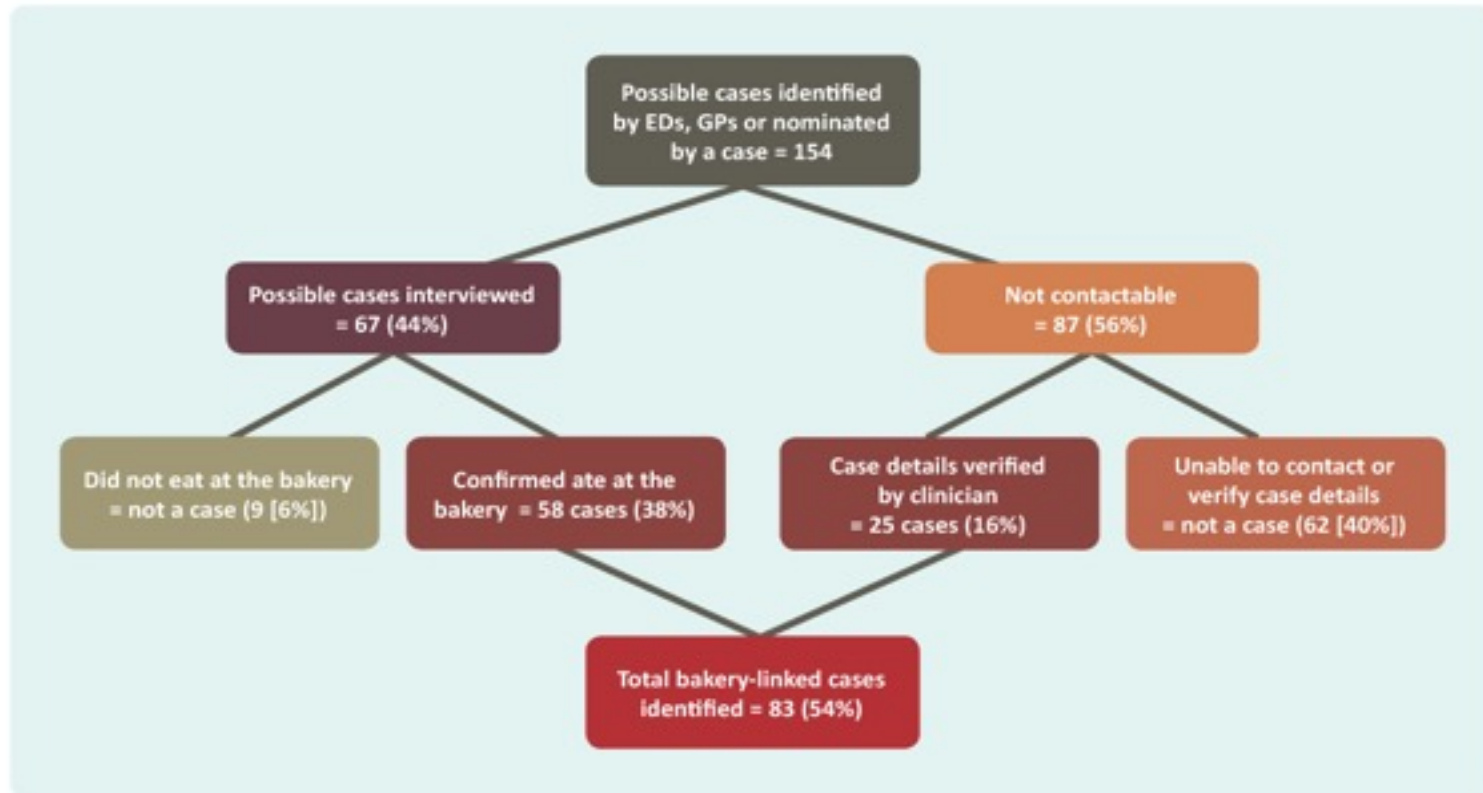 Possible cases identified
by EDs, GPs or nominated
by a case = 154
Possible cases interviewed
= 67 (44%)
Not contactable
= 87 (56%)
Did not eat at the bakery
= not a case (9 [6%])
Confirmed ate at the
bakery = 58 cases (38%)
Case details verified
by clinician
= 25 cases (16%)
Unable to contact or
verify case details
= not a case (62 [40%])
Total bakery-linked cases
identified = 83 (54%)